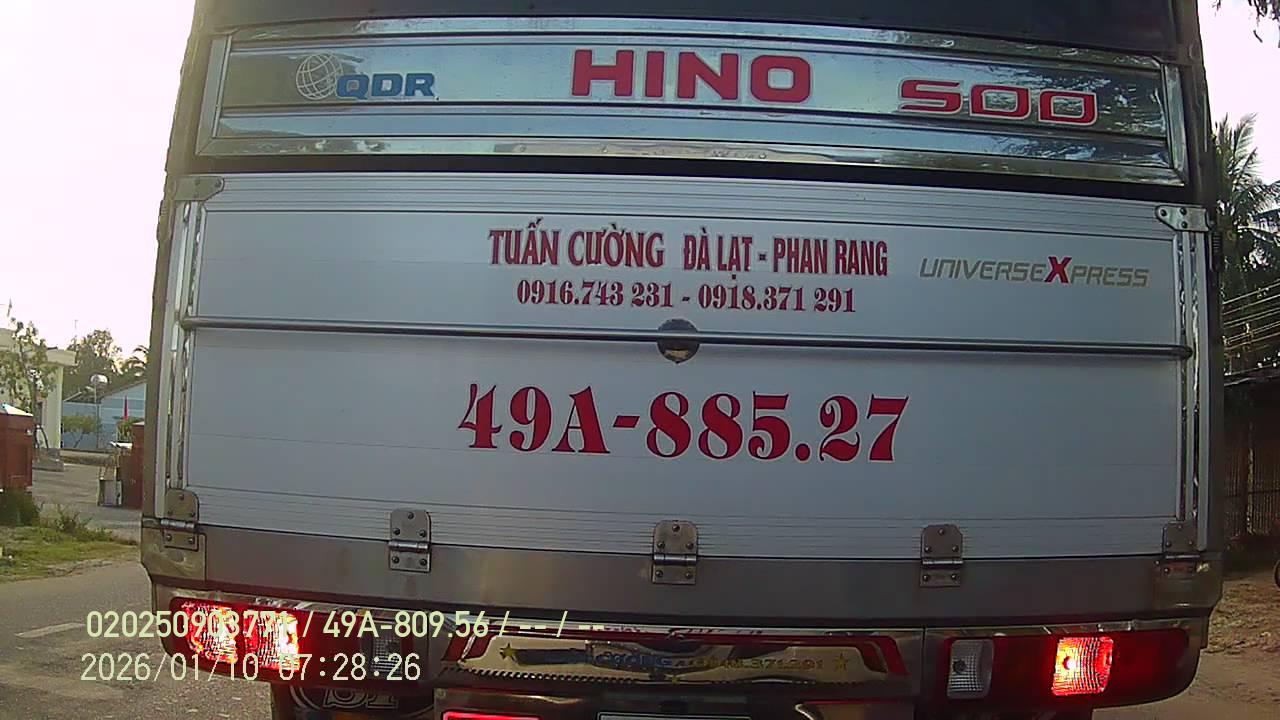 QDR HINO 500
TUẤN CƯỜNG ĐÀ LẠT - PHAN RANG
UNIVERSEXPRESS
0916.743 231 - 0918.371 291
49A-885.27
020250903771 / 49A-809.56 / -- / --
2026/01/10 07:28:26